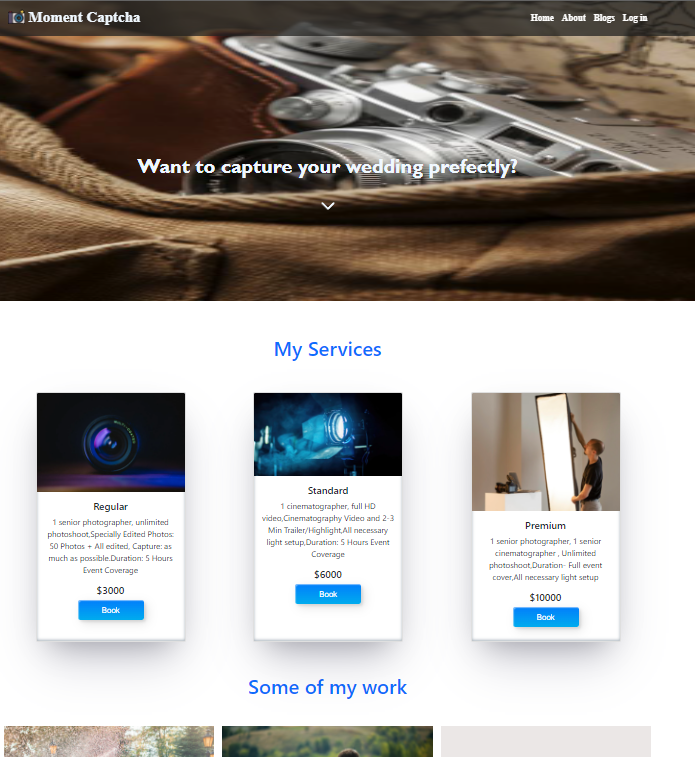 Moment Captcha
Home About Blogs Log in
Want to capture your wedding prefectly?
My Services
Regular
1 senior photographer, unlimited
photoshoot,Specially Edited Photos:
50 Photos + All edited, Capture: as
much as possible.Duration: 5 Hours
Event Coverage
$3000
Book
Standard
1 cinematographer, full HD
video,Cinematography Video and 2-3
Min Trailer/Highlight,All necessary
light setup,Duration: 5 Hours Event
Coverage
$6000
Book
Premium
1 senior photographer, 1 senior
cinematographer , Unlimited
photoshoot,Duration- Full event
cover,All necessary light setup
$10000
Book
Some of my work